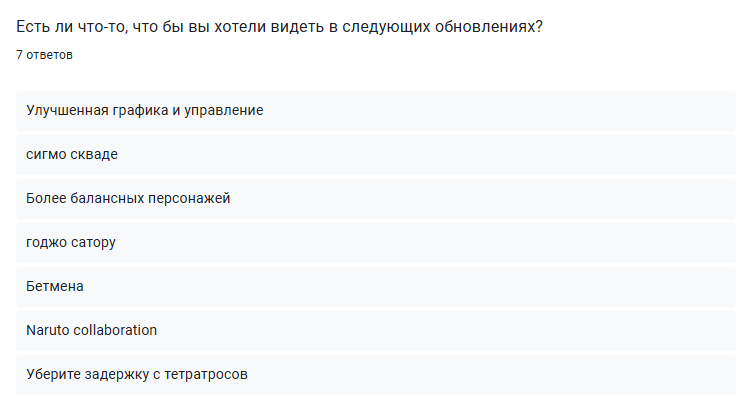 Есть ли что-то, что бы вы хотели видеть в следующих обновлениях?
7 ответов
Улучшенная графика и управление
сигмо скваде
Более балансных персонажей
годжо сатору
Бетмена
Naruto collaboration
Уберите задержку с тетратросов